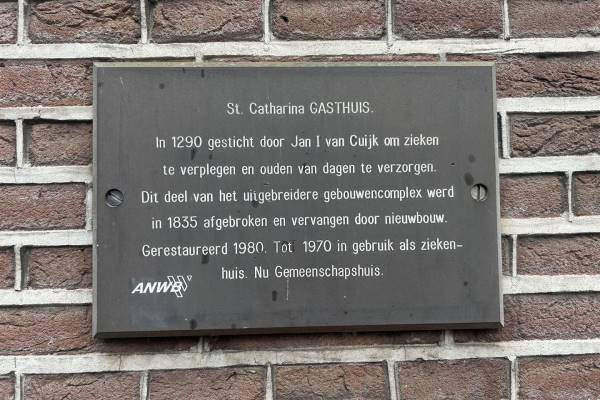 St. Catharina GASTHUIS.
In 1290 gesticht door Jan I van Cuijk om zieken
te verplegen en ouden van dagen te verzorgen.
Dit deel van het uitgebreidere gebouwencomplex werd
in 1835 afgebroken en vervangen door nieuwbouw.
Gerestaureerd 1980. Tot 1970 in gebruik als zieken-
huis. Nu Gemeenschapshuis.
ANWB